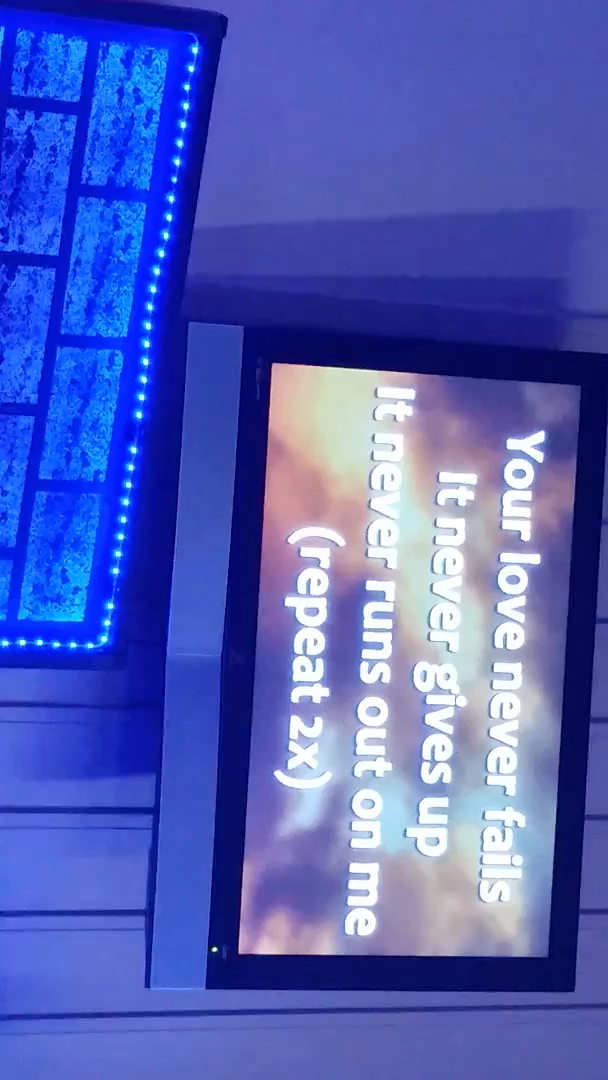 Your love never fails
It never gives up
It never runs out on me
(repeat 2x)